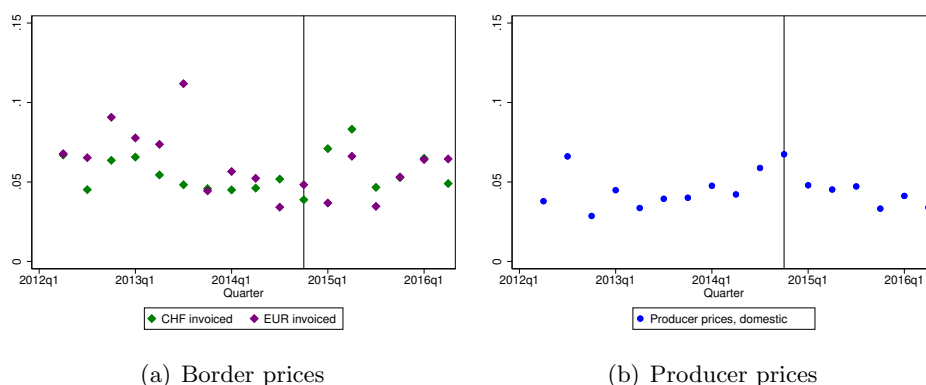 .15
.1
.05
0
2012q1 2013q1 2014q1 2015q1 2016q1
Quarter
CHF invoiced EUR invoiced
(a) Border prices
.15
.1
.05
0
2012q1 2013q1 2014q1 2015q1 2016q1
Quarter
Producer prices, domestic
(b) Producer prices